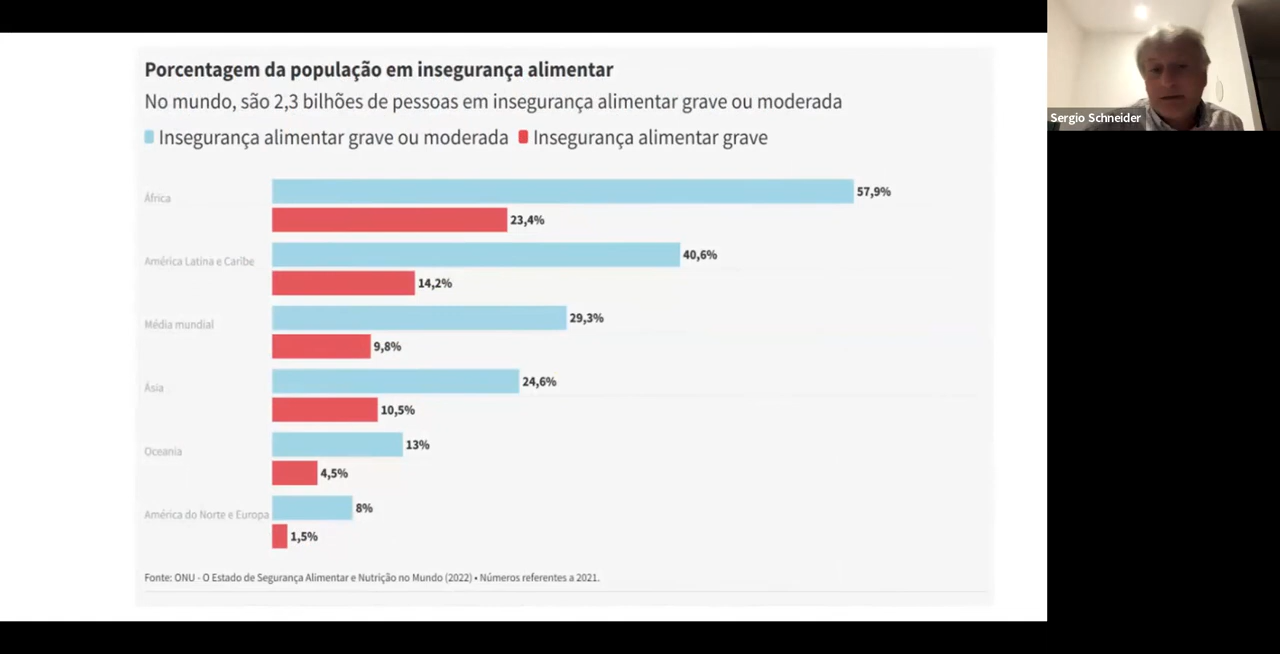 Porcentagem da população em insegurança alimentar
No mundo, são 2,3 bilhões de pessoas em insegurança alimentar grave ou moderada
Insegurança alimentar grave ou moderada Insegurança alimentar grave
África
57,9%
23,4%
América Latina e Caribe
40,6%
14,2%
Média mundial
29,3%
9,8%
Ásia
24,6%
10,5%
Oceania
13%
4,5%
América do Norte e Europa
8%
1,5%
Fonte: ONU - O Estado de Segurança Alimentar e Nutrição no Mundo (2022) • Números referentes a 2021.
Sergio Schneider